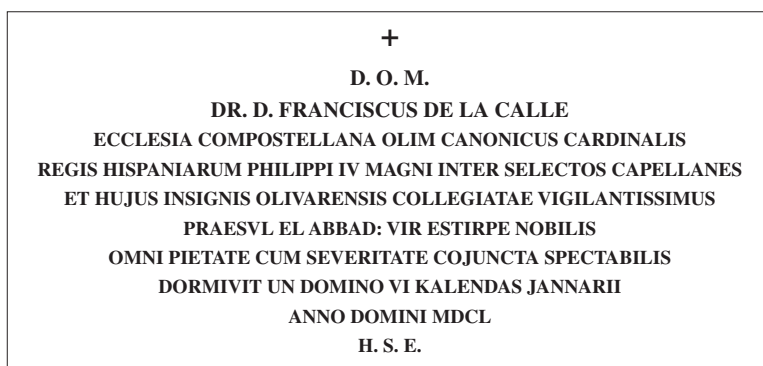 +
D. O. M.
DR. D. FRANCISCUS DE LA CALLE
ECCLESIA COMPOSTELLANA OLIM CANONICUS CARDINALIS
REGIS HISPANIARUM PHILIPPI IV MAGNI INTER SELECTOS CAPELLANES
ET HUJUS INSIGNIS OLIVARENSIS COLLEGIATAE VIGILANTISSIMUS
PRAESVL EL ABBAD: VIR ESTIRPE NOBILIS
OMNI PIETATE CUM SEVERITATE COJUNCTA SPECTABILIS
DORMIVIT UN DOMINO VI KALENDAS JANNARII
ANNO DOMINI MDCL
H. S. E.